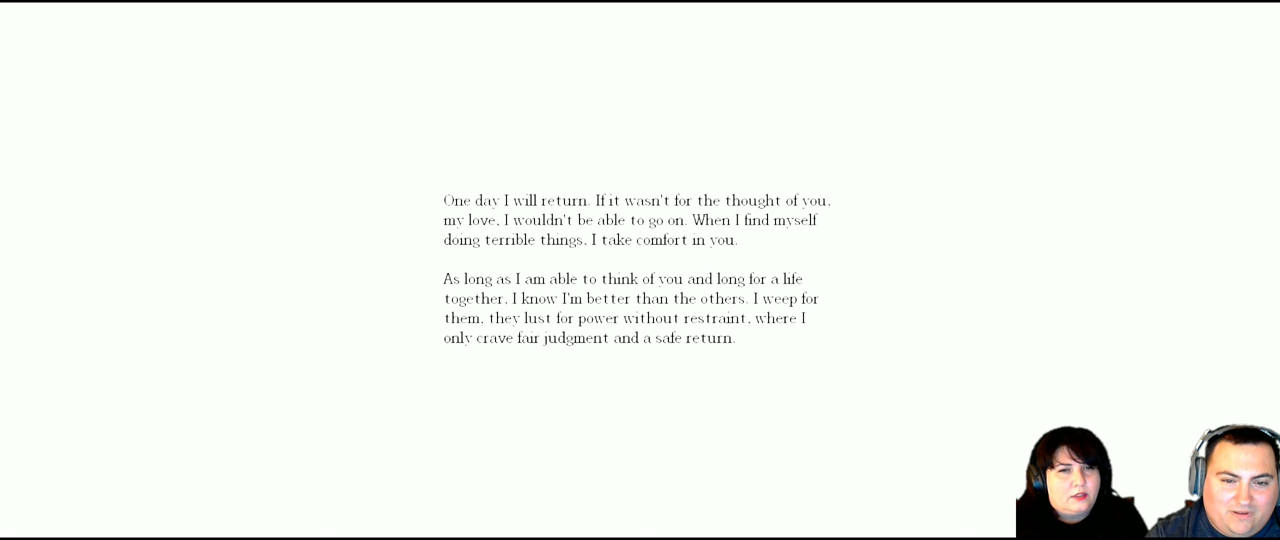 One day I will return. If it wasn't for the thought of you,
my love, I wouldn't be able to go on. When I find myself
doing terrible things, I take comfort in you.
As long as I am able to think of you and long for a life
together, I know I'm better than the others. I weep for
them, they lust for power without restraint, where I
only crave fair judgment and a safe return.